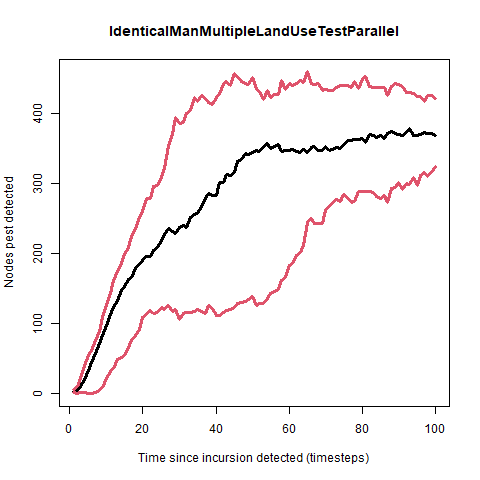 IdenticalManMultipleLandUseTestParallel
Nodes pest detected
400
300
200
100
0
0 20 40 60 80 100
Time since incursion detected (timesteps)